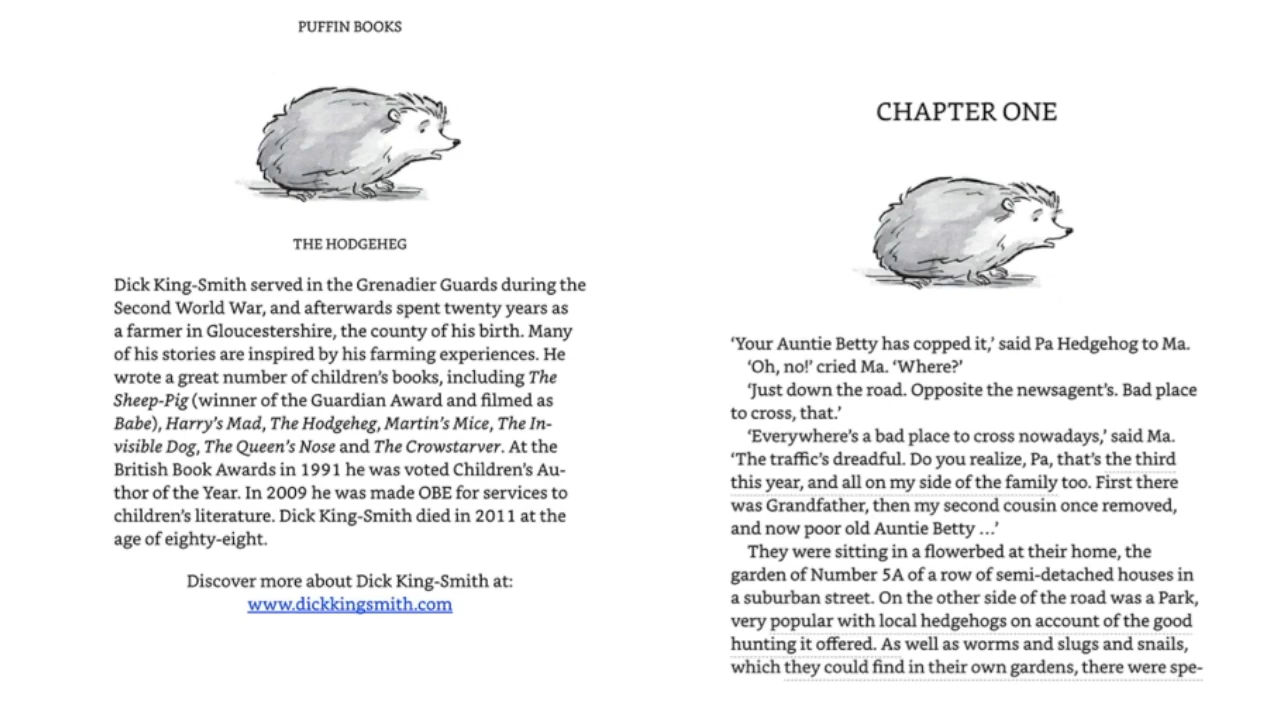 PUFFIN BOOKS
THE HODGEHEG
Dick King-Smith served in the Grenadier Guards during the
Second World War, and afterwards spent twenty years as
a farmer in Gloucestershire, the county of his birth. Many
of his stories are inspired by his farming experiences. He
wrote a great number of children's books, including The
Sheep-Pig (winner of the Guardian Award and filmed as
Babe), Harry's Mad, The Hodgeheg, Martin's Mice, The In-
visible Dog, The Queen's Nose and The Crowstarver. At the
British Book Awards in 1991 he was voted Children's Au-
thor of the Year. In 2009 he was made OBE for services to
children's literature. Dick King-Smith died in 2011 at the
age of eighty-eight.
Discover more about Dick King-Smith at:
www.dickkingsmith.com
CHAPTER ONE
‘Your Auntie Betty has copped it,’ said Pa Hedgehog to Ma.
‘Oh, no!’ cried Ma. ‘Where?’
‘Just down the road. Opposite the newsagent's. Bad place
to cross, that.’
‘Everywhere's a bad place to cross nowadays,’ said Ma.
‘The traffic's dreadful. Do you realize, Pa, that's the third
this year, and all on my side of the family too. First there
was Grandfather, then my second cousin once removed,
and now poor old Auntie Betty …’
They were sitting in a flowerbed at their home, the
garden of Number 5A of a row of semi-detached houses in
a suburban street. On the other side of the road was a Park,
very popular with local hedgehogs on account of the good
hunting it offered. As well as worms and slugs and snails,
which they could find in their own gardens, there were spe-